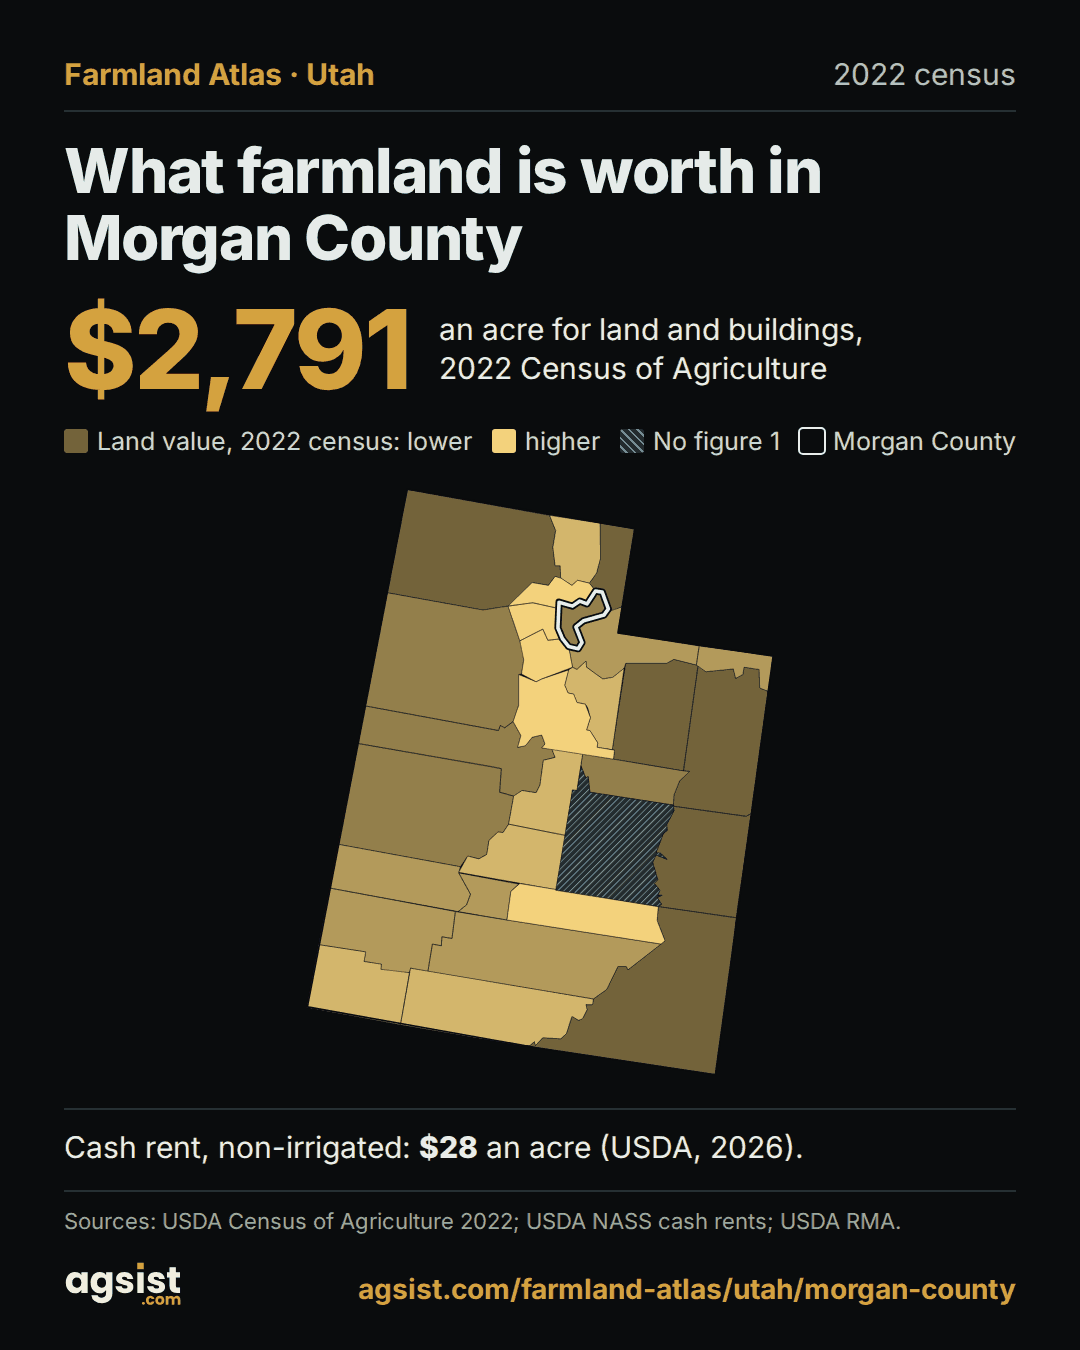 Farmland Atlas · Utah
2022 census
What farmland is worth in
Morgan County
$2,791
an acre for land and buildings,
2022 Census of Agriculture
Land value, 2022 census: lower
higher
No figure 1
Morgan County
Cash rent, non-irrigated: $28 an acre (USDA, 2026).
Sources: USDA Census of Agriculture 2022; USDA NASS cash rents; USDA RMA.
agsist
.com
agsist.com/farmland-atlas/utah/morgan-county